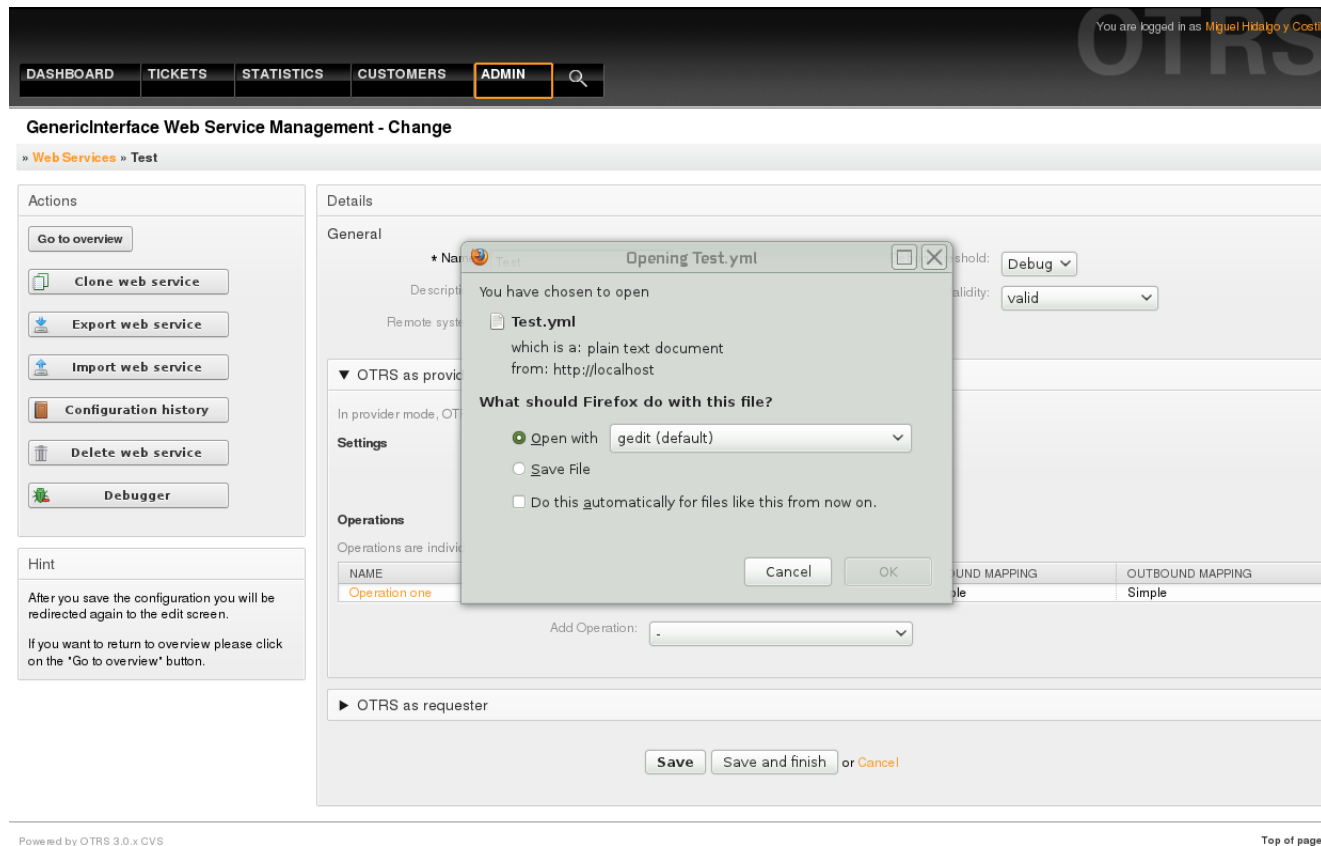 OTRS
You are logged in as Miguel Hidalgo y Costil
DASHBOARD TICKETS STATISTICS CUSTOMERS ADMIN
GenericInterface Web Service Management - Change
» Web Services » Test
Actions
Go to overview
Clone web service
Export web service
Import web service
Configuration history
Delete web service
Debugger
Hint
After you save the configuration you will be
redirected again to the edit screen.
If you want to return to overview please click
on the "Go to overview" button.
Details
General
* Nam
Test
shold: Debug
Descripti
alidity: valid
Remote syste
Opening Test.yml
You have chosen to open
Test.yml
which is a: plain text document
from: http://localhost
What should Firefox do with this file?
Open with gedit (default)
Save File
Do this automatically for files like this from now on.
Cancel OK
▼ OTRS as provid
In provider mode, OT
Settings
Operations
Operations are individ
NAME OUND MAPPING OUTBOUND MAPPING
Operation one ple Simple
Add Operation: -
► OTRS as requester
Save Save and finish or Cancel
Powered by OTRS 3.0.x CVS
Top of page